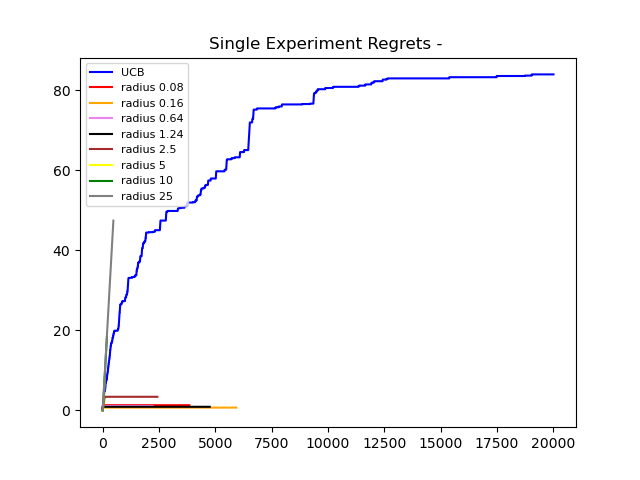 Single Experiment Regrets -
UCB
radius 0.08
radius 0.16
radius 0.64
radius 1.24
radius 2.5
radius 5
radius 10
radius 25
80
60
40
20
0
0 2500 5000 7500 10000 12500 15000 17500 20000